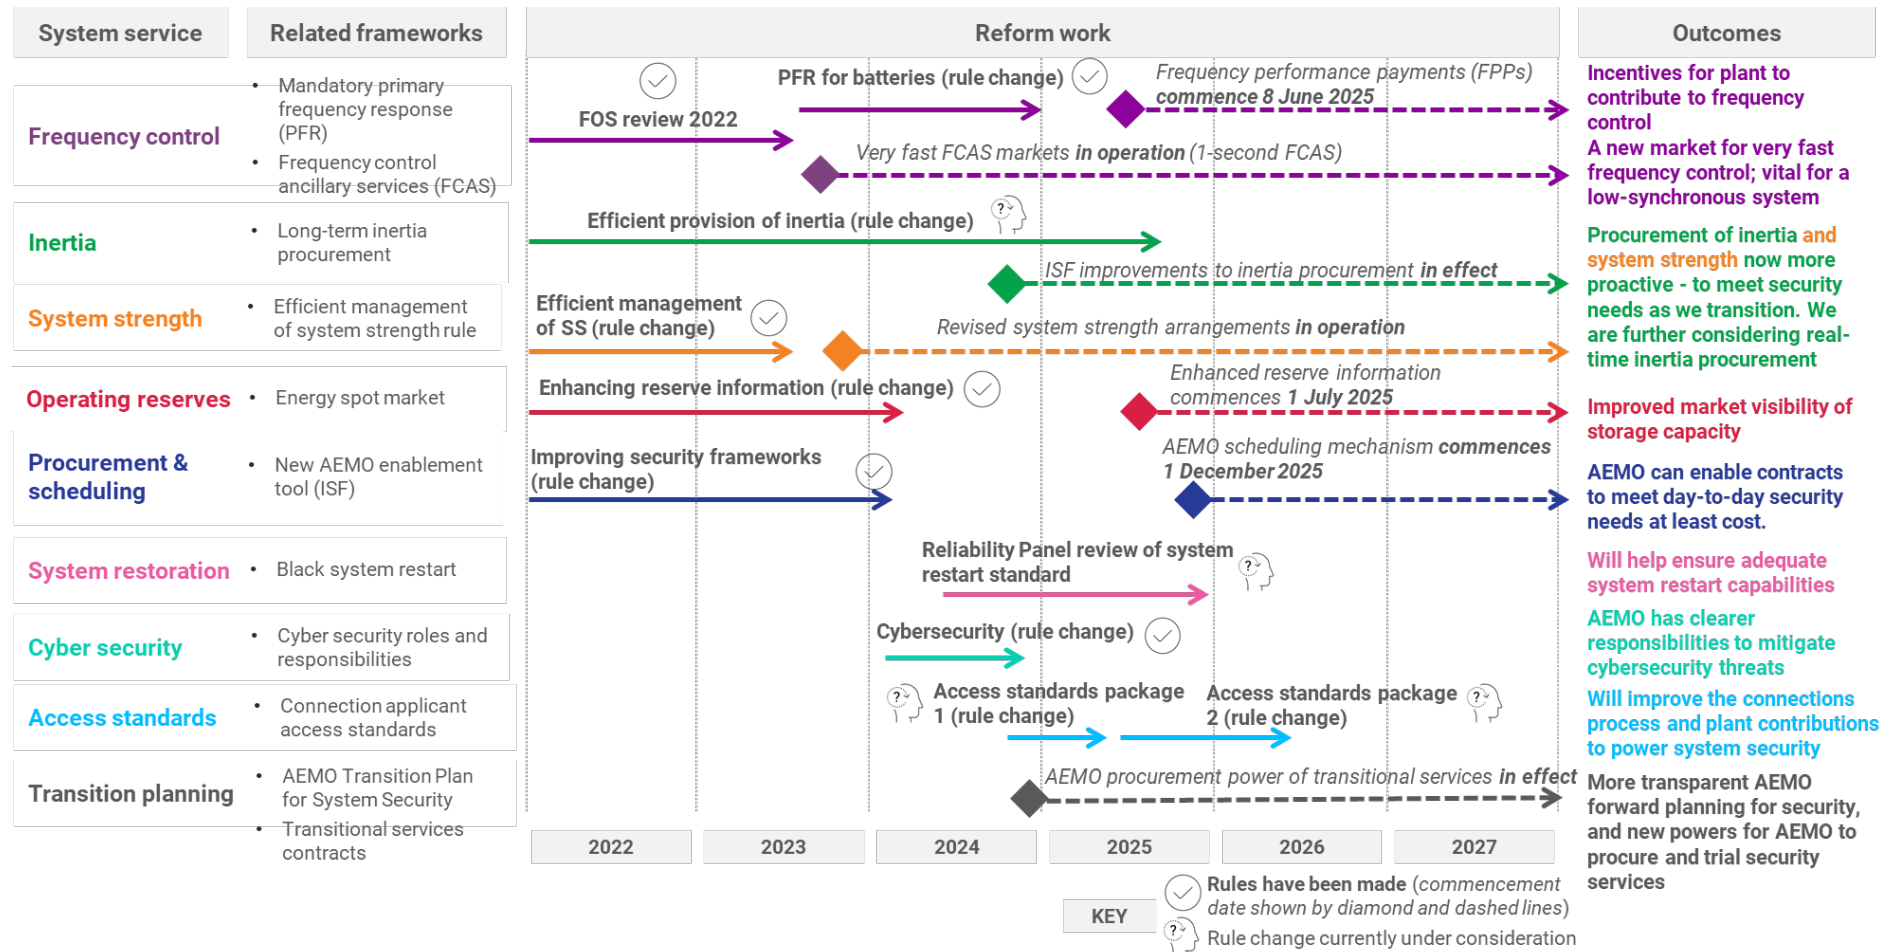 System service
Related frameworks
Reform work
Outcomes
Frequency control
• Mandatory primary
frequency response
(PFR)
• Frequency control
ancillary services (FCAS)
FOS review 2022
PFR for batteries (rule change)
Frequency performance payments (FPPs)
commence 8 June 2025
Very fast FCAS markets in operation (1-second FCAS)
Incentives for plant to
contribute to frequency
control
A new market for very fast
frequency control; vital for a
low-synchronous system
Inertia
• Long-term inertia
procurement
Efficient provision of inertia (rule change)
?
ISF improvements to inertia procurement in effect
Procurement of inertia and
system strength now more
proactive - to meet security
needs as we transition. We
are further considering real-
time inertia procurement
System strength
• Efficient management
of system strength rule
Efficient management
of SS (rule change)
Revised system strength arrangements in operation
Operating reserves
• Energy spot market
Enhancing reserve information (rule change)
Enhanced reserve information
commences 1 July 2025
Improved market visibility of
storage capacity
Procurement &
scheduling
• New AEMO enablement
tool (ISF)
Improving security frameworks
(rule change)
AEMO scheduling mechanism commences
1 December 2025
AEMO can enable contracts
to meet day-to-day security
needs at least cost.
System restoration
• Black system restart
Reliability Panel review of system
restart standard
?
Will help ensure adequate
system restart capabilities
Cyber security
• Cyber security roles and
responsibilities
Cybersecurity (rule change)
AEMO has clearer
responsibilities to mitigate
cybersecurity threats
Access standards
• Connection applicant
access standards
?
Access standards package
1 (rule change)
Access standards package
2 (rule change)
?
Will improve the connections
process and plant contributions
to power system security
Transition planning
• AEMO Transition Plan
for System Security
• Transitional services
contracts
AEMO procurement power of transitional services in effect
More transparent AEMO
forward planning for security,
and new powers for AEMO to
procure and trial security
services
2022
2023
2024
2025
2026
2027
KEY
Rules have been made (commencement
date shown by diamond and dashed lines)
?
Rule change currently under consideration